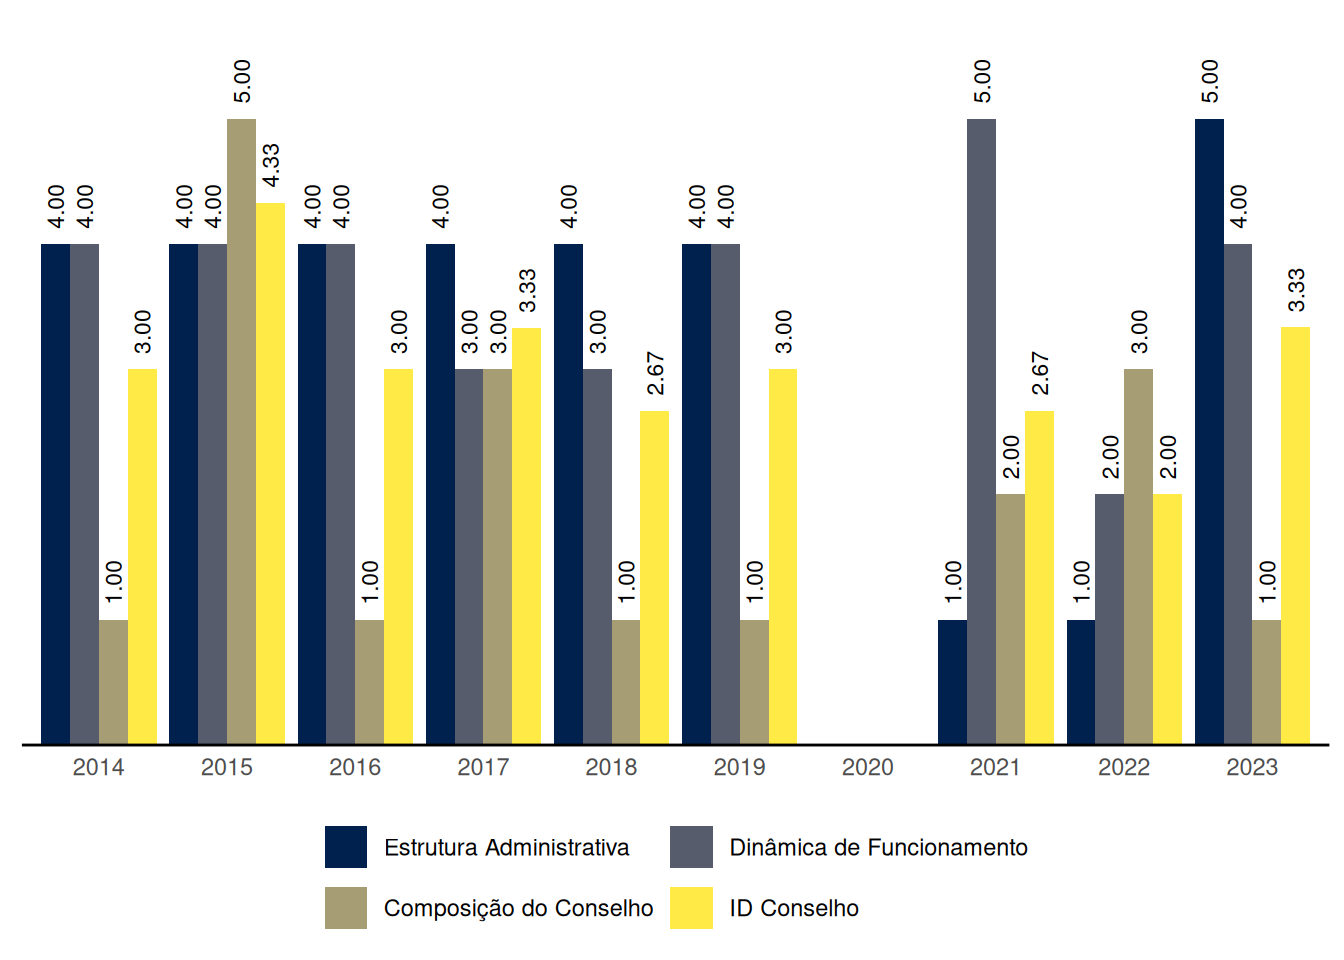 4.00 4.00 1.00 3.00
4.00 4.00 5.00 4.33
4.00 4.00 1.00 3.00
4.00 3.00 3.00 3.33
4.00 3.00 1.00 2.67
4.00 4.00 1.00 3.00
1.00 5.00 2.00 2.67
1.00 2.00 3.00 2.00
5.00 4.00 1.00 3.33
2014 2015 2016 2017 2018 2019 2020 2021 2022 2023
Estrutura Administrativa Dinâmica de Funcionamento
Composição do Conselho ID Conselho